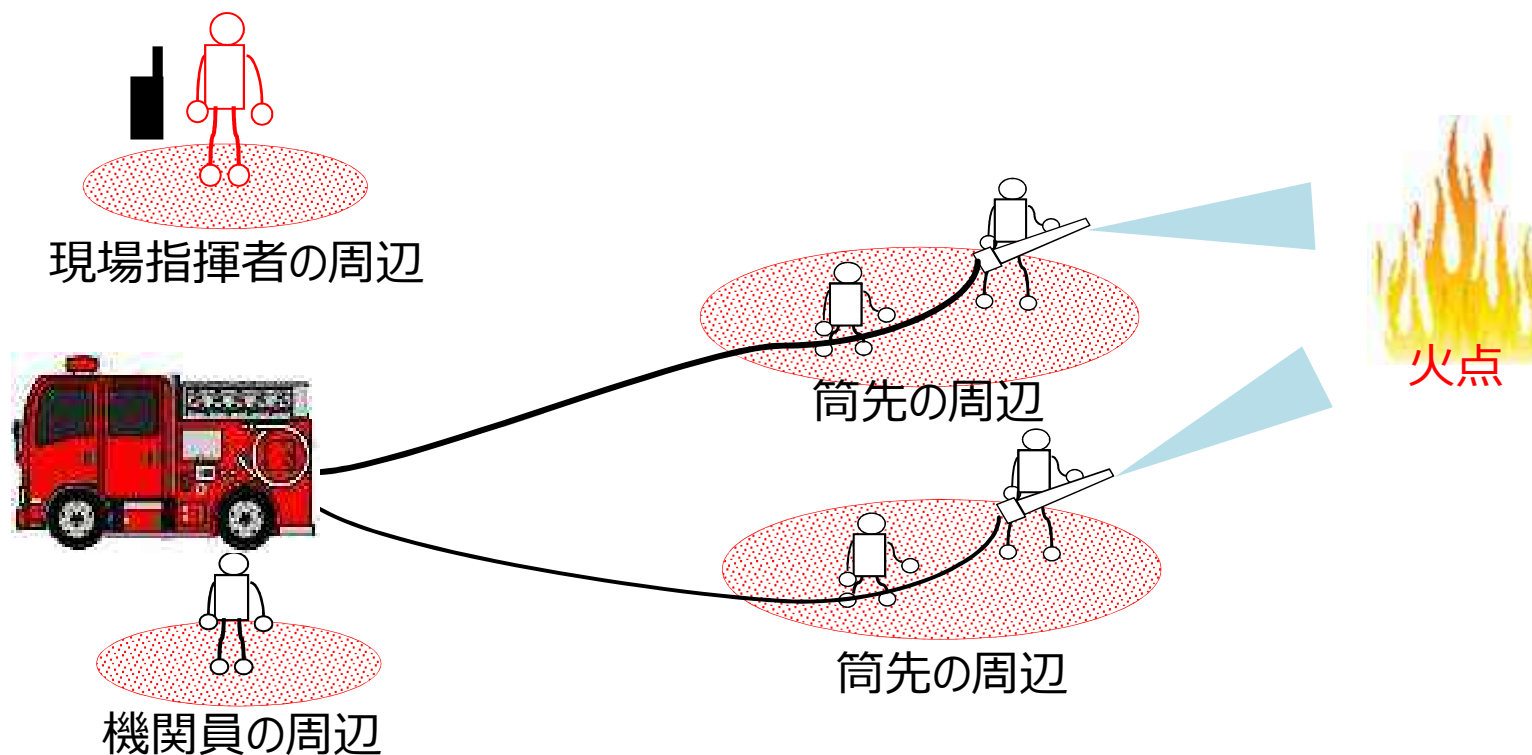 現場指揮者の周辺
火点
筒先の周辺
筒先の周辺
機関員の周辺